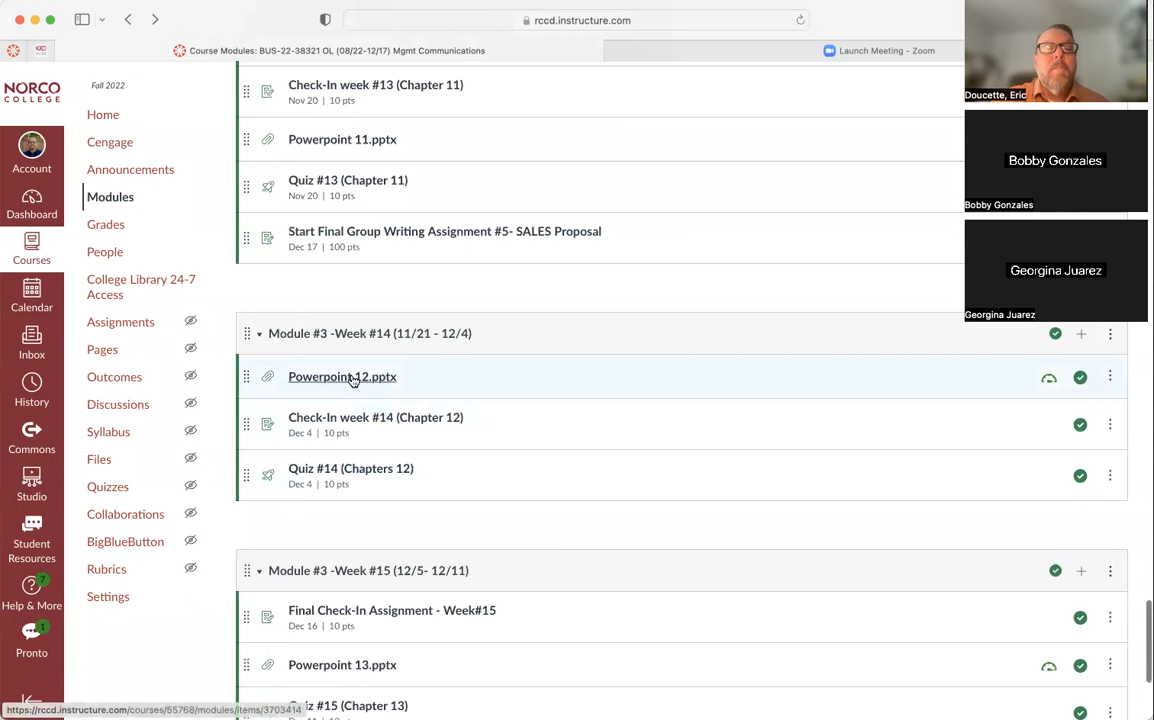 rccd.instructure.com
Course Modules: BUS-22-38321 OL (08/22-12/17) Mgmt Communications
Launch Meeting - Zoom
NORCO
COLLEGE
Account
Dashboard
Courses
Calendar
Inbox
History
Commons
Studio
Student
Resources
7
Help & More
1
Pronto
Fall 2022
Home
Cengage
Announcements
Modules
Grades
People
College Library 24-7
Access
Assignments
Pages
Outcomes
Discussions
Syllabus
Files
Quizzes
Collaborations
BigBlueButton
Rubrics
Settings
Check-In week #13 (Chapter 11)
Nov 20 | 10 pts
Powerpoint 11.pptx
Quiz #13 (Chapter 11)
Nov 20 | 10 pts
Start Final Group Writing Assignment #5- SALES Proposal
Dec 17 | 100 pts
Module #3 -Week #14 (11/21 - 12/4)
Powerpoint 12.pptx
Check-In week #14 (Chapter 12)
Dec 4 | 10 pts
Quiz #14 (Chapters 12)
Dec 4 | 10 pts
Module #3 -Week #15 (12/5- 12/11)
Final Check-In Assignment - Week#15
Dec 16 | 10 pts
Powerpoint 13.pptx
#15 (Chapter 13)
https://rccd.instructure.com/courses/55768/modules/items/3703414
Doucette, Eric
Bobby Gonzales
Bobby Gonzales
Georgina Juarez
Georgina Juarez